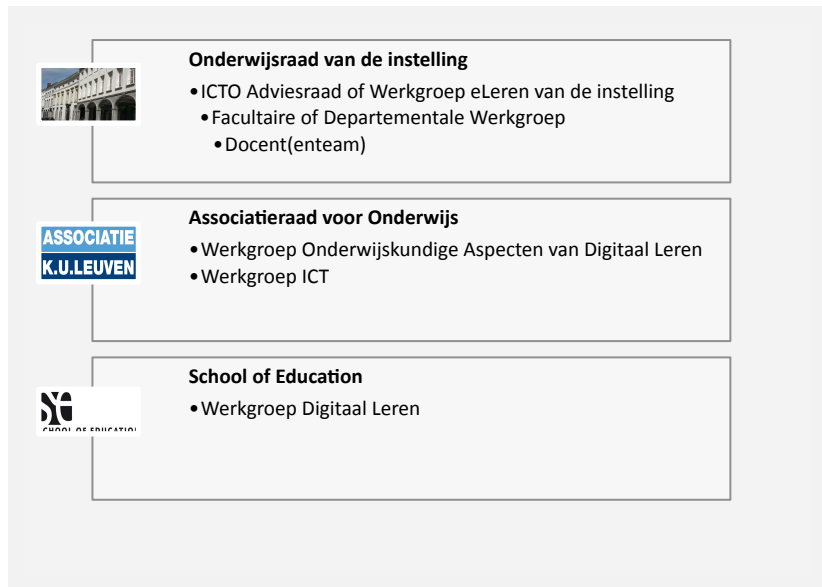 Onderwijsraad van de instelling
•ICTO Adviesraad of Werkgroep eLeren van de instelling
•Facultaire of Departementale Werkgroep
•Docent(enteam)
ASSOCIATIE
K.U.LEUVEN
Associatieraad voor Onderwijs
•Werkgroep Onderwijskundige Aspecten van Digitaal Leren
•Werkgroep ICT
School of Education
•Werkgroep Digitaal Leren